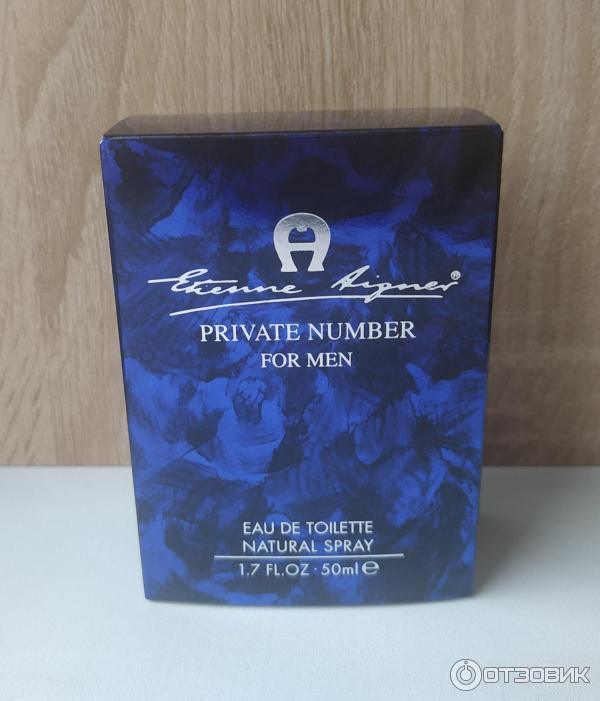 Etienne Aigner®
PRIVATE NUMBER
FOR MEN
EAU DE TOILETTE
NATURAL SPRAY
1.7 FL.OZ · 50ml ℮
ОТЗОВИК